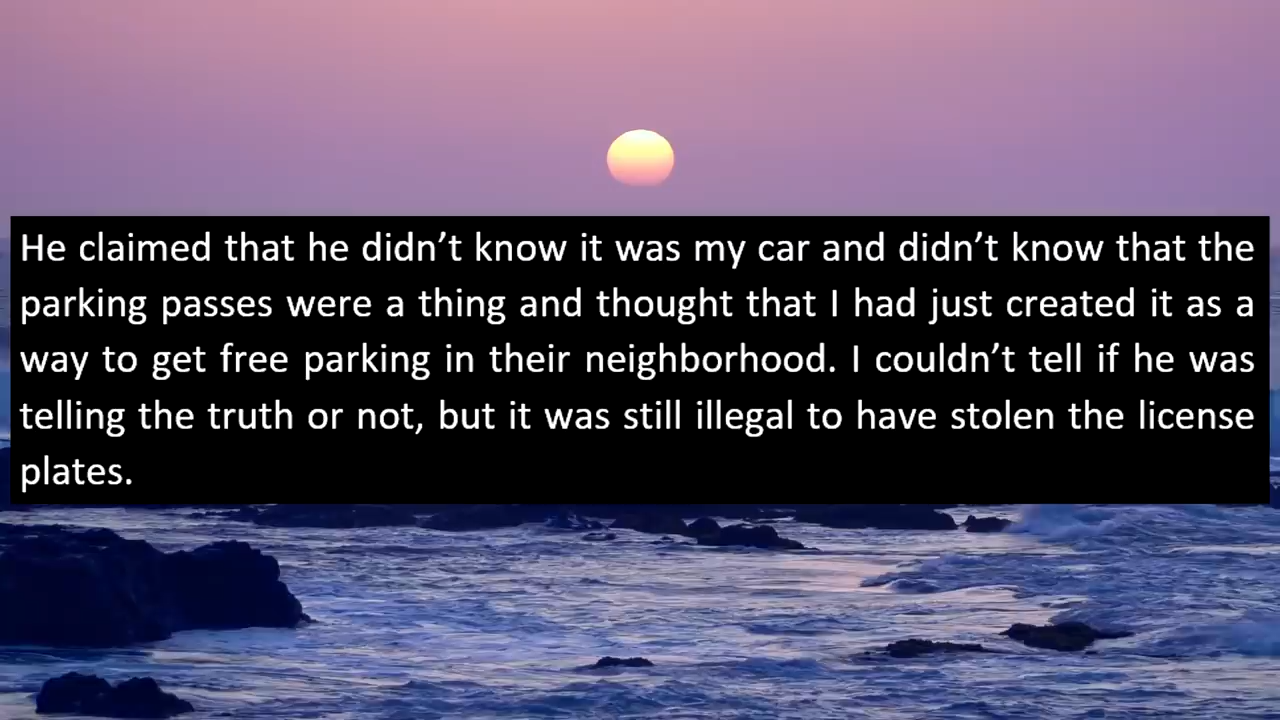 He claimed that he didn’t know it was my car and didn’t know that the
parking passes were a thing and thought that I had just created it as a
way to get free parking in their neighborhood. I couldn’t tell if he was
telling the truth or not, but it was still illegal to have stolen the license
plates.